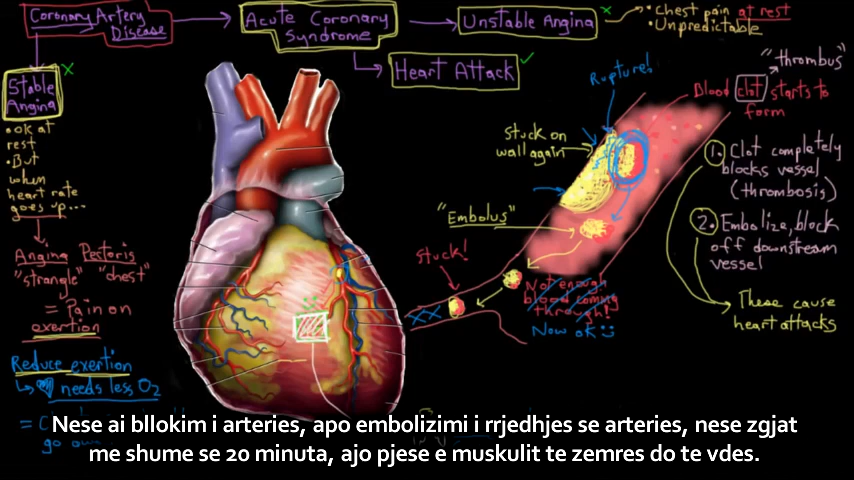 Coronary Artery
Disease
Acute Coronary
Syndrome
Unstable Angina
x
• Chest pain at rest
• Unpredictable
Heart Attack
✓
Stable
Angina
x
• ok at
rest
• But
when
heart rate
goes up...
Angina Pectoris
"strangle" "chest"
= Pain on
exertion
Reduce exertion
needs less O2
=
go away
Rupture!
"thrombus"
Blood clot starts to
form
Stuck on
wall again
"Embolus"
Stuck!
Not enough
blood coming
through!
Now ok
1. Clot completely
blocks vessel
(thrombosis)
2. Embolize, block
off downstream
vessel
These cause
heart attacks
Nese ai bllokim i arteries, apo embolizimi i rrjedhjes se arteries, nese zgjat
me shume se 20 minuta, ajo pjese e muskulit te zemres do te vdes.